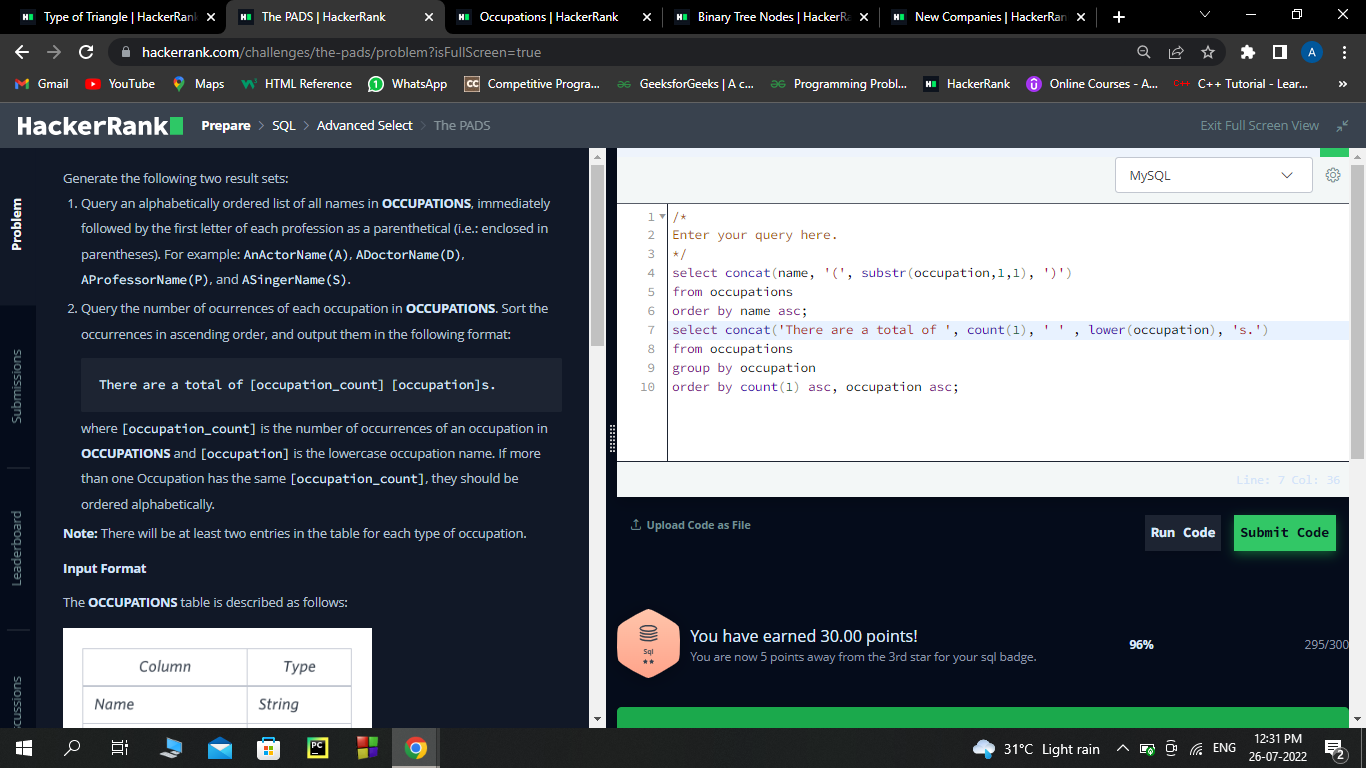 Type of Triangle | HackerRan
The PADS | HackerRank
Occupations | HackerRank
Binary Tree Nodes | HackerRa
New Companies | HackerRan
hackerrank.com/challenges/the-pads/problem?isFullScreen=true
A
Gmail
YouTube
Maps
HTML Reference
WhatsApp
Competitive Progra...
GeeksforGeeks | A c...
Programming Probl...
HackerRank
Online Courses - A...
C++ Tutorial - Lear...
»
HackerRank
Prepare > SQL > Advanced Select > The PADS
Exit Full Screen View
Problem
Submissions
Leaderboard
cussions
Generate the following two result sets:
1. Query an alphabetically ordered list of all names in OCCUPATIONS, immediately
followed by the first letter of each profession as a parenthetical (i.e.: enclosed in
parentheses). For example: AnActorName(A), ADoctorName(D),
AProfessorName(P), and ASingerName(S).
2. Query the number of ocurrences of each occupation in OCCUPATIONS. Sort the
occurrences in ascending order, and output them in the following format:
There are a total of [occupation_count] [occupation]s.
where [occupation_count] is the number of occurrences of an occupation in
OCCUPATIONS and [occupation] is the lowercase occupation name. If more
than one Occupation has the same [occupation_count], they should be
ordered alphabetically.
Note: There will be at least two entries in the table for each type of occupation.
Input Format
The OCCUPATIONS table is described as follows:
Column Type
Name String
MySQL
1 /*
2 Enter your query here.
3 */
4 select concat(name, '(', substr(occupation,1,1), ')')
5 from occupations
6 order by name asc;
7 select concat('There are a total of ', count(1), ' ' , lower(occupation), 's.')
8 from occupations
9 group by occupation
10 order by count(1) asc, occupation asc;
Line: 7 Col: 36
Upload Code as File
Run Code
Submit Code
Sql
You have earned 30.00 points!
You are now 5 points away from the 3rd star for your sql badge.
96%
295/300
PC
31°C Light rain
ENG
12:31 PM
26-07-2022
2